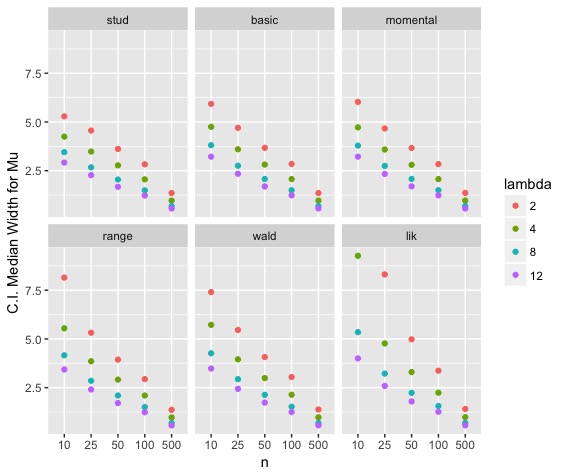 stud basic momental
7.5
5.0
2.5
range wald lik
7.5
5.0
2.5
10 25 50 100 500 10 25 50 100 500 10 25 50 100 500
n
C.I. Median Width for Mu
lambda
2
4
8
12